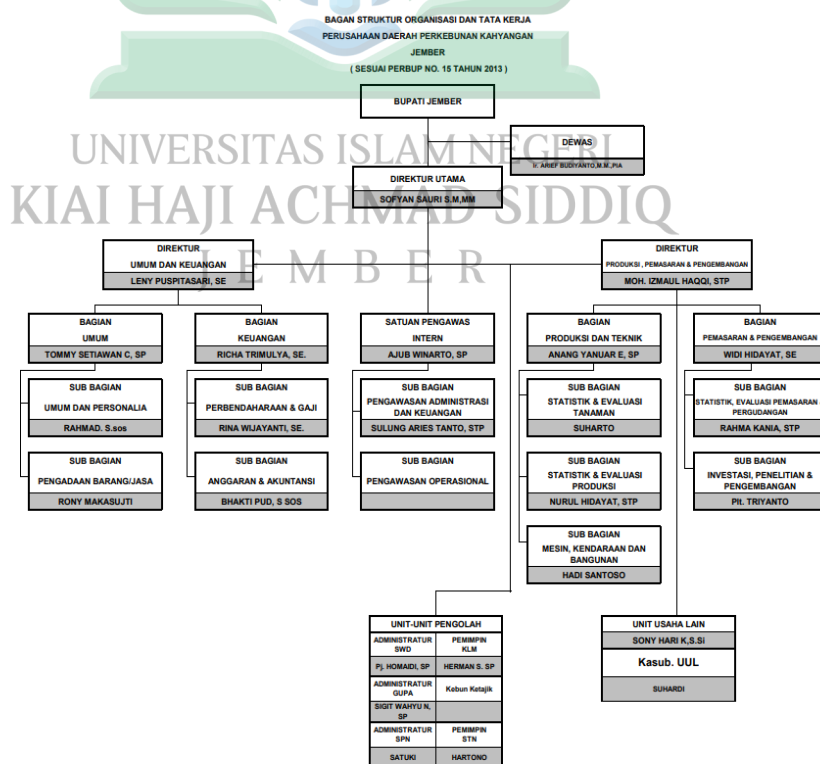 BAGAN STRUKTUR ORGANISASI DAN TATA KERJA
PERUSAHAAN DAERAH PERKEBUNAN KAHYANGAN
JEMBER
( SESUAI PERBUP NO. 15 TAHUN 2013 )
BUPATI JEMBER
UNIVERSITAS ISLAM NEGERI
KIAI HAJI ACHMAD SIDDIQ
JEMBER
DEWAS
Ir. ARIEF BUDIYANTO,M.M.,PIA
DIREKTUR UTAMA
SOFYAN SAURI S.M,MM
DIREKTUR
UMUM DAN KEUANGAN
LENY PUSPITASARI, SE
DIREKTUR
PRODUKSI , PEMASARAN & PENGEMBANGAN
MOH. IZMAUL HAQQI, STP
BAGIAN
UMUM
TOMMY SETIAWAN C, SP
BAGIAN
KEUANGAN
RICHA TRIMULYA, SE.
SATUAN PENGAWAS
INTERN
AJUB WINARTO, SP
BAGIAN
PRODUKSI DAN TEKNIK
ANANG YANUAR E, SP
BAGIAN
PEMASARAN & PENGEMBANGAN
WIDI HIDAYAT, SE
SUB BAGIAN
UMUM DAN PERSONALIA
RAHMAD. S.sos
SUB BAGIAN
PERBENDAHARAAN & GAJI
RINA WIJAYANTI, SE.
SUB BAGIAN
PENGAWASAN ADMINISTRASI
DAN KEUANGAN
SULUNG ARIES TANTO, STP
SUB BAGIAN
STATISTIK & EVALUASI
TANAMAN
SUHARTO
SUB BAGIAN
STATISTIK, EVALUASI PEMASARAN
PERGUDANGAN
RAHMA KANIA, STP
SUB BAGIAN
PENGADAAN BARANG/JASA
RONY MAKASUJTI
SUB BAGIAN
ANGGARAN & AKUNTANSI
BHAKTI PUD, S SOS
SUB BAGIAN
PENGAWASAN OPERASIONAL
SUB BAGIAN
STATISTIK & EVALUASI
PRODUKSI
NURUL HIDAYAT, STP
SUB BAGIAN
INVESTASI, PENELITIAN &
PENGEMBANGAN
Plt. TRIYANTO
SUB BAGIAN
MESIN, KENDARAAN DAN
BANGUNAN
HADI SANTOSO
UNIT-UNIT PENGOLAH
ADMINISTRATUR
SWD
PEMIMPIN
KLM
Pj. HOMAIDI, SP
HERMAN S. SP
ADMINISTRATUR
GUPA
Kebun Ketajik
SIGIT WAHYU N,
SP
ADMINISTRATUR
SPN
PEMIMPIN
STN
SATUKI
HARTONO
UNIT USAHA LAIN
SONY HARI K,S.Si
Kasub. UUL
SUHARDI